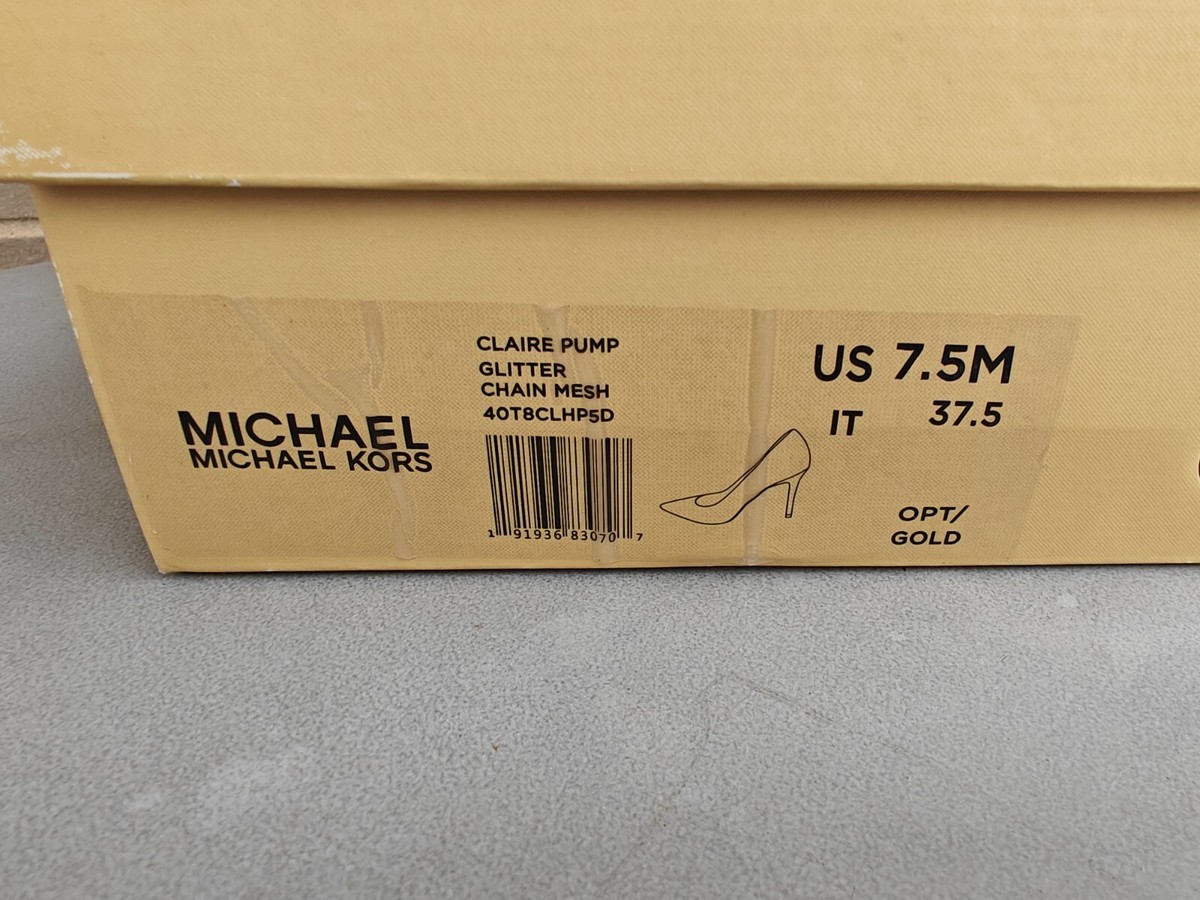 MICHAEL
MICHAEL KORS
CLAIRE PUMP
GLITTER
CHAIN MESH
40T8CLHP5D
1 91936 83070 7
US 7.5M
IT 37.5
OPT/
GOLD